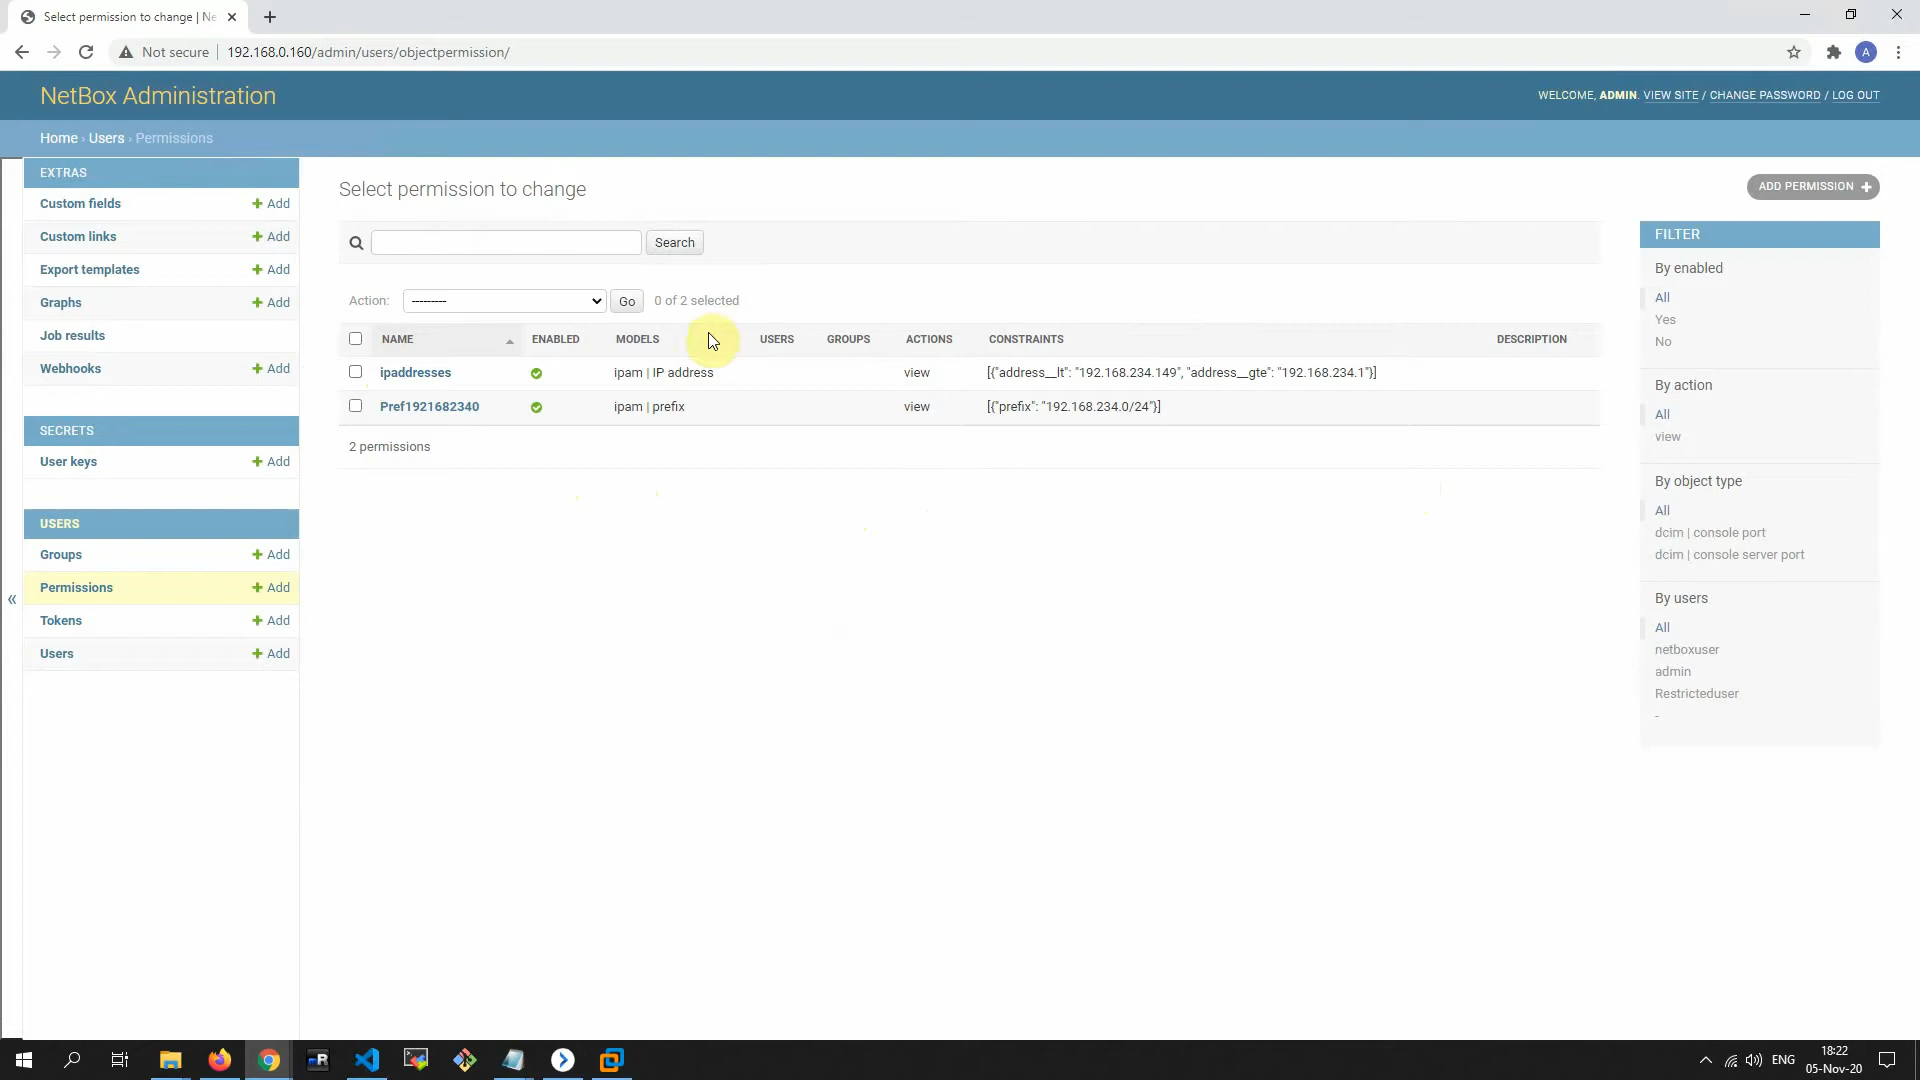 Select permission to change | Ne
Not secure
192.168.0.160/admin/users/objectpermission/
A
NetBox Administration
WELCOME, ADMIN. VIEW SITE / CHANGE PASSWORD / LOG OUT
Home › Users › Permissions
EXTRAS
Custom fields + Add
Custom links + Add
Export templates + Add
Graphs + Add
Job results
Webhooks + Add
SECRETS
User keys + Add
USERS
Groups + Add
Permissions + Add
Tokens + Add
Users + Add
«
Select permission to change
ADD PERMISSION +
Search
Action: --------- Go 0 of 2 selected
NAME ENABLED MODELS USERS GROUPS ACTIONS CONSTRAINTS DESCRIPTION
ipaddresses ipam | IP address view [{"address__lt": "192.168.234.149", "address__gte": "192.168.234.1"}]
Pref1921682340 ipam | prefix view [{"prefix": "192.168.234.0/24"}]
2 permissions
FILTER
By enabled
All
Yes
No
By action
All
view
By object type
All
dcim | console port
dcim | console server port
By users
All
netboxuser
admin
Restricteduser
-
ENG
18:22
05-Nov-20